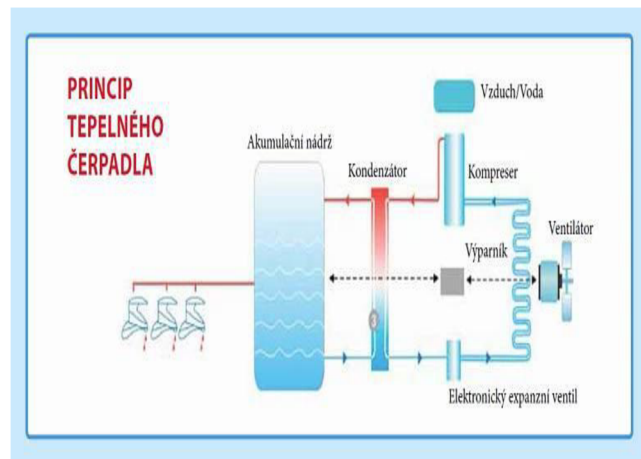 PRINCIP
TEPELNÉHO
ČERPADLA
Vzduch/Voda
Akumulační nádrž
Kondenzátor
Kompreser
Ventilátor
Výparník
Elektronický expanzní ventil